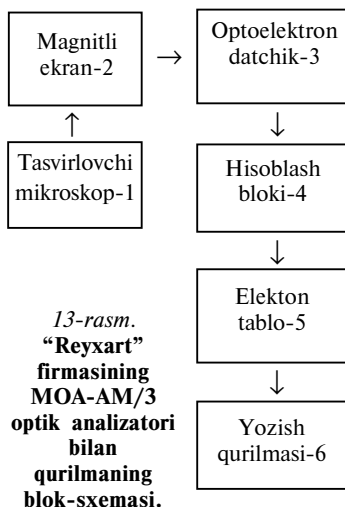 Magnitli
ekran-2
Optoelektron
datchik-3
Tasvirlovchi
mikroskop-1
Hisoblash
bloki-4
Elekton
tablo-5
Yozish
qurilmasi-6
13-rasm.
“Reyxart”
firmasining
MOA-AM/3
optik analizatori
bilan
qurilmaning
blok-sxemasi.